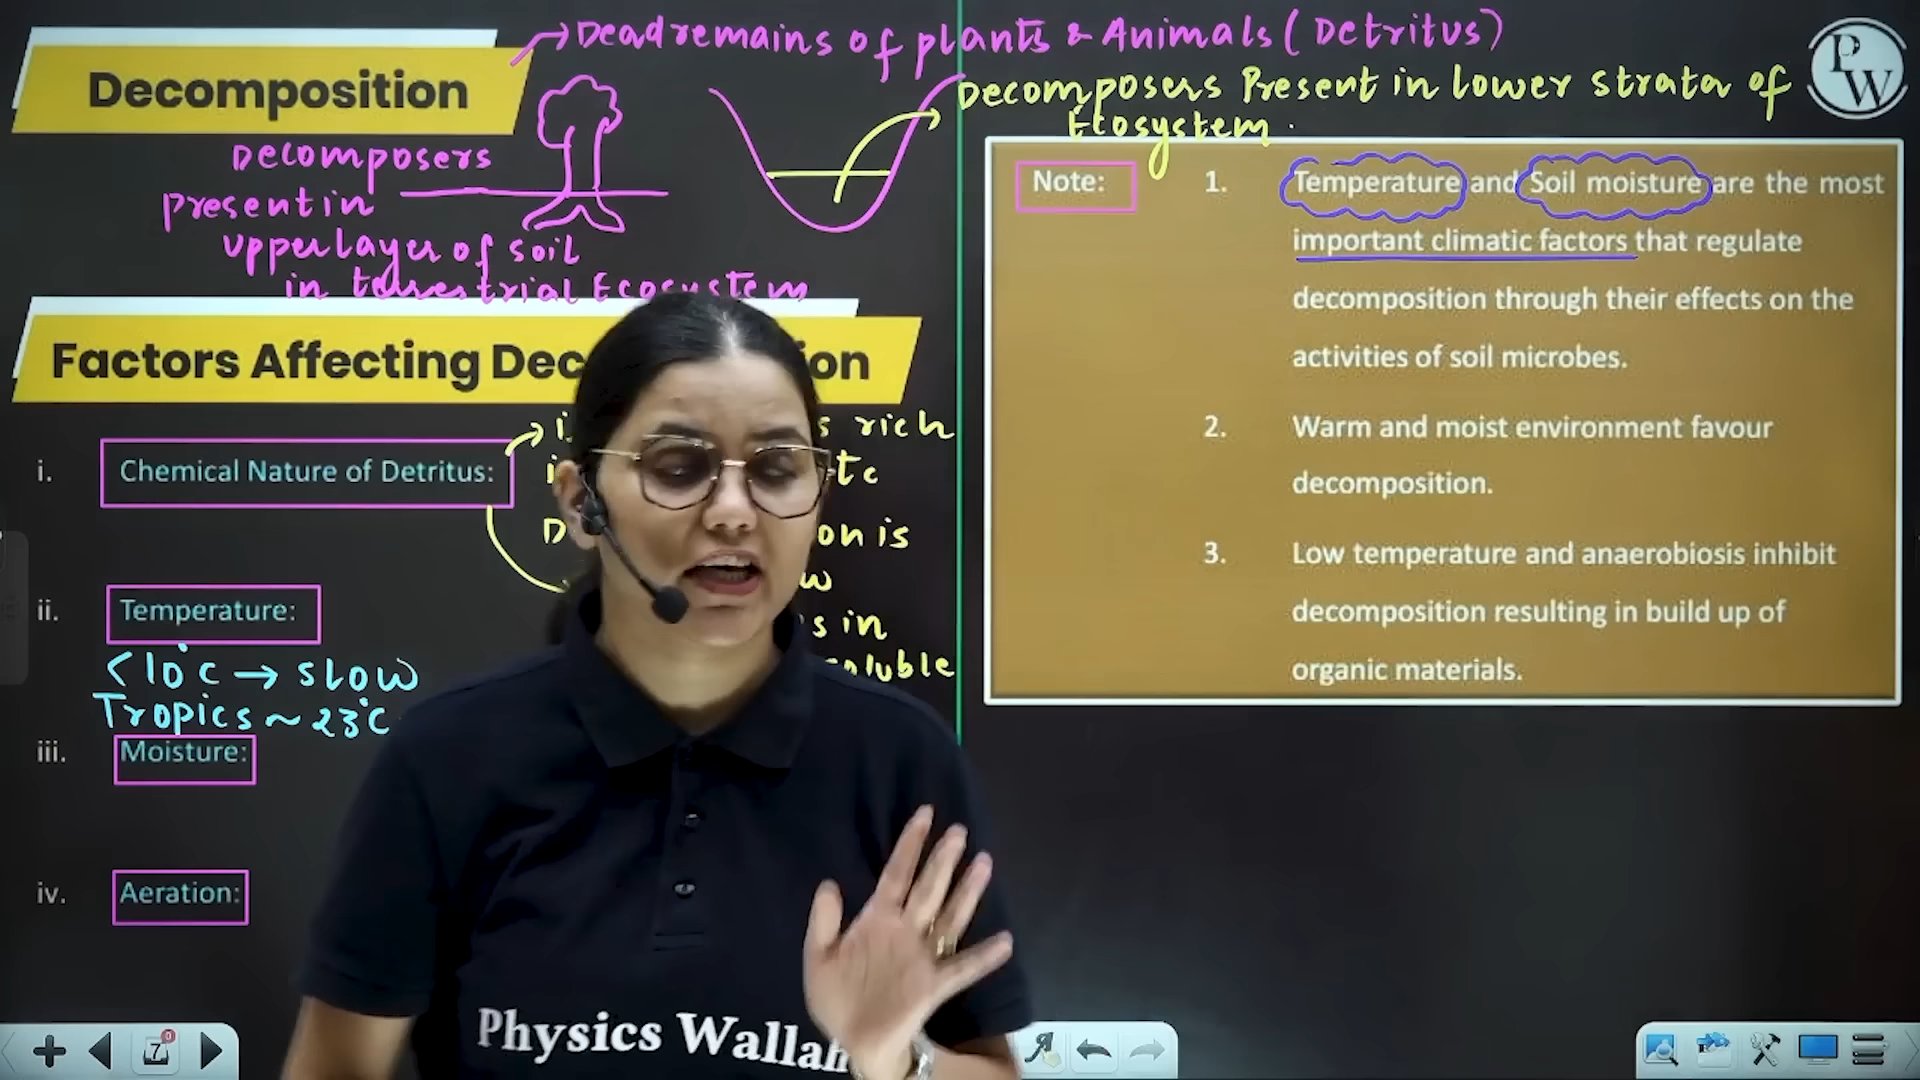 Decomposition
→Dead remains of plants & Animals (Detritus)
Decomposers Present in lower strata of
Ecosystem.
PW
Decomposers
present in
upper layer of soil
in terrestrial Ecosystem
Factors Affecting Dec on
i. Chemical Nature of Detritus:
rich
on is
s in
ii. Temperature:
<10°C → slow
Tropics ~ 23°C
iii. Moisture:
iv. Aeration:
Note: 1. Temperature and Soil moisture are the most
important climatic factors that regulate
decomposition through their effects on the
activities of soil microbes.
2. Warm and moist environment favour
decomposition.
3. Low temperature and anaerobiosis inhibit
decomposition resulting in build up of
organic materials.
Physics Wallah
7